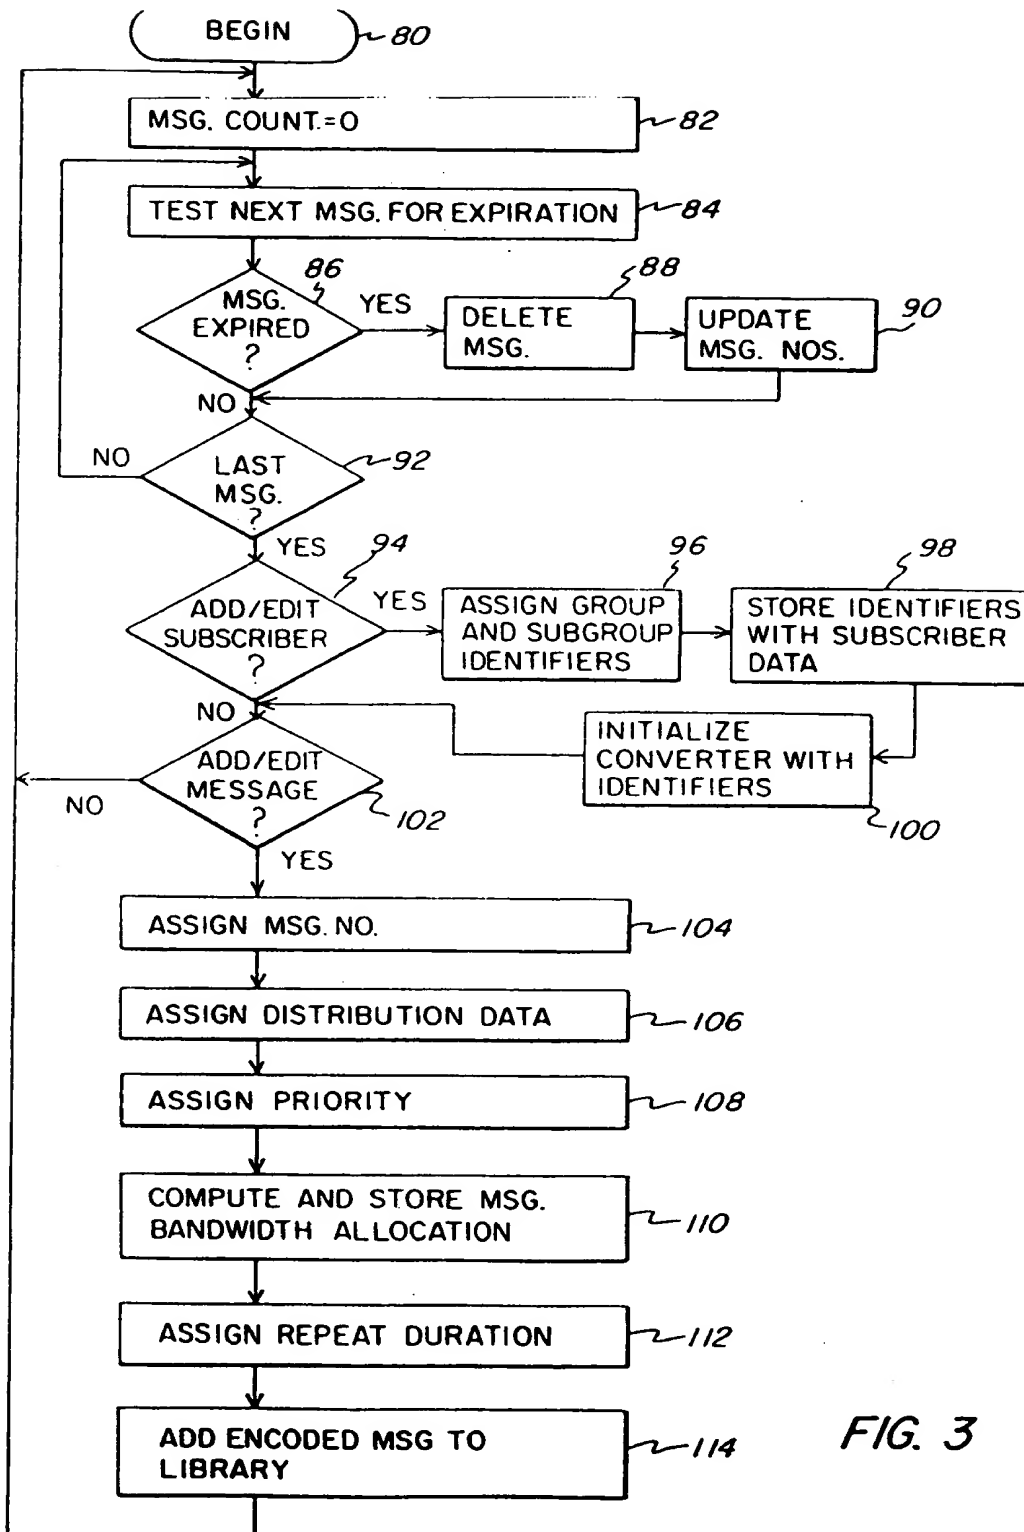 BEGIN
80
MSG. COUNT.=0
82
TEST NEXT MSG. FOR EXPIRATION
84
86
MSG.
EXPIRED
?
YES
88
DELETE
MSG.
90
UPDATE
MSG. NOS.
NO
NO
LAST
MSG.
?
92
YES
94
ADD/EDIT
SUBSCRIBER
?
YES
96
ASSIGN GROUP
AND SUBGROUP
IDENTIFIERS
98
STORE IDENTIFIERS
WITH SUBSCRIBER
DATA
NO
INITIALIZE
CONVERTER WITH
IDENTIFIERS
100
ADD/EDIT
MESSAGE
?
102
NO
YES
ASSIGN MSG. NO.
104
ASSIGN DISTRIBUTION DATA
106
ASSIGN PRIORITY
108
COMPUTE AND STORE MSG.
BANDWIDTH ALLOCATION
110
ASSIGN REPEAT DURATION
112
ADD ENCODED MSG TO
LIBRARY
114
FIG. 3